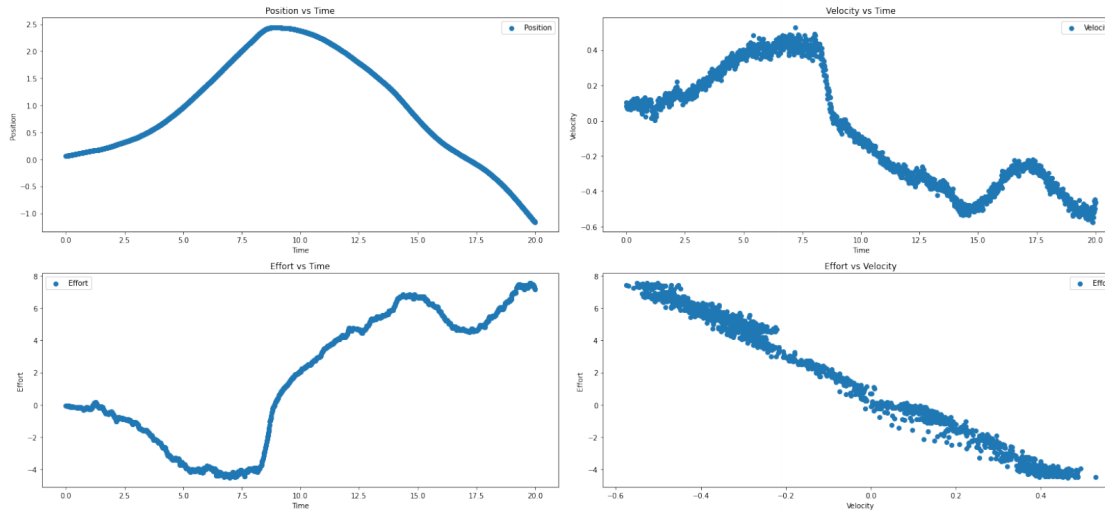 Position vs Time
Position
2.5
2.0
1.5
1.0
0.5
0.0
−0.5
−1.0
Position
0.0 2.5 5.0 7.5 10.0 12.5 15.0 17.5 20.0
Time
Velocity vs Time
Velocit
0.4
0.2
0.0
−0.2
−0.4
−0.6
Velocity
0.0 2.5 5.0 7.5 10.0 12.5 15.0 17.5 20.0
Time
Effort vs Time
Effort
8
6
4
2
0
−2
−4
Effort
0.0 2.5 5.0 7.5 10.0 12.5 15.0 17.5 20.0
Time
Effort vs Velocity
Effo
8
6
4
2
0
−2
−4
Effort
−0.6 −0.4 −0.2 0.0 0.2 0.4
Velocity